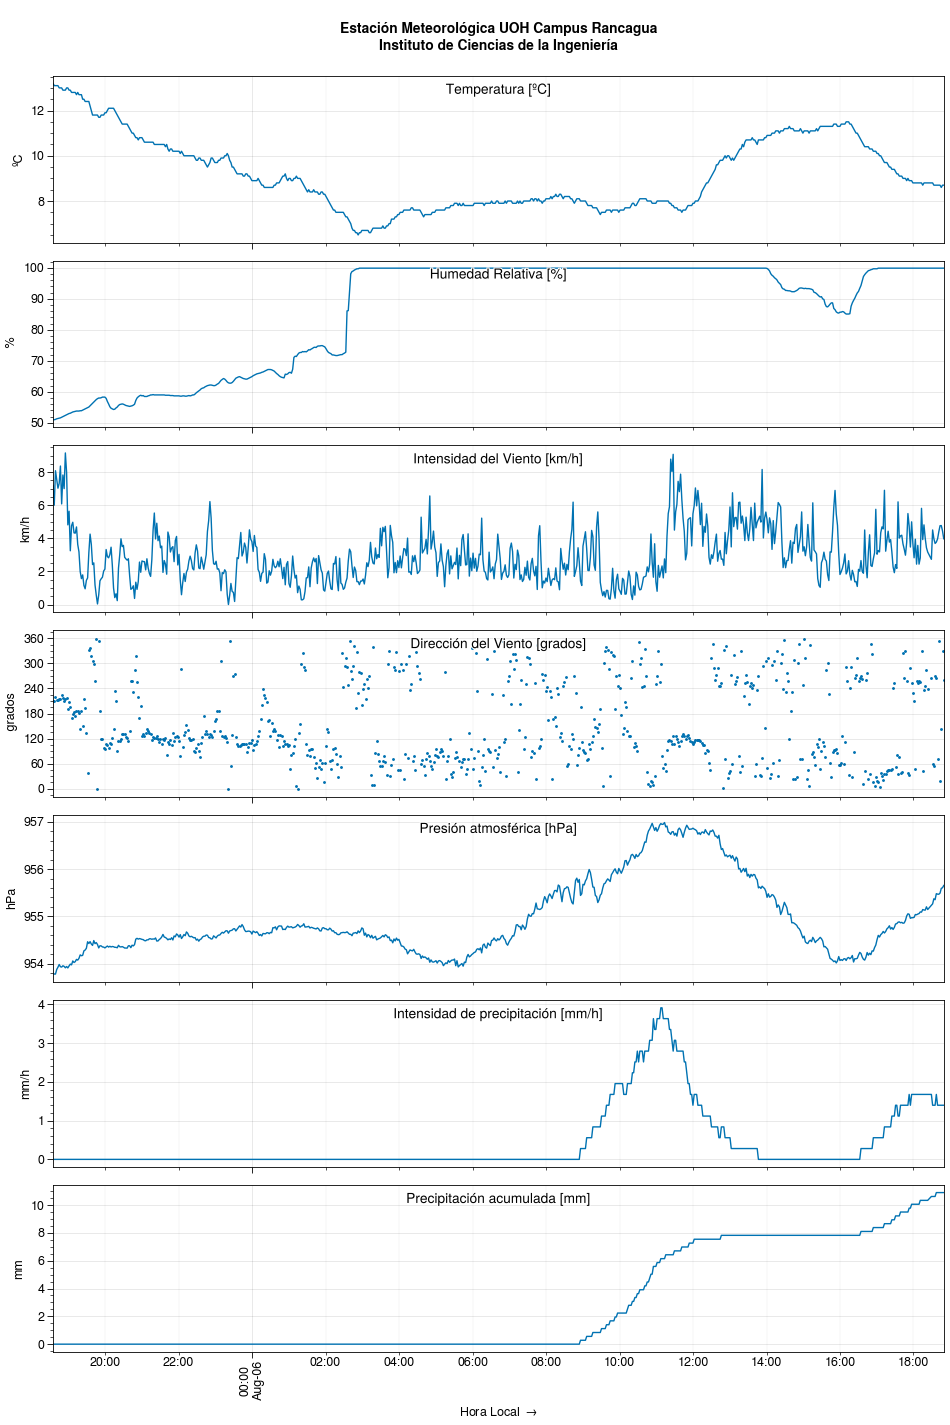 Estación Meteorológica UOH Campus Rancagua
Instituto de Ciencias de la Ingeniería
Temperatura [ºC]
12
10
8
ºC
Humedad Relativa [%]
100
90
80
70
60
50
%
Intensidad del Viento [km/h]
8
6
4
2
0
km/h
Dirección del Viento [grados]
360
300
240
180
120
60
0
grados
Presión atmosférica [hPa]
957
956
955
954
hPa
Intensidad de precipitación [mm/h]
4
3
2
1
0
mm/h
Precipitación acumulada [mm]
10
8
6
4
2
0
mm
20:00 22:00 00:00 02:00 04:00 06:00 08:00 10:00 12:00 14:00 16:00 18:00
Aug-06
Hora Local →